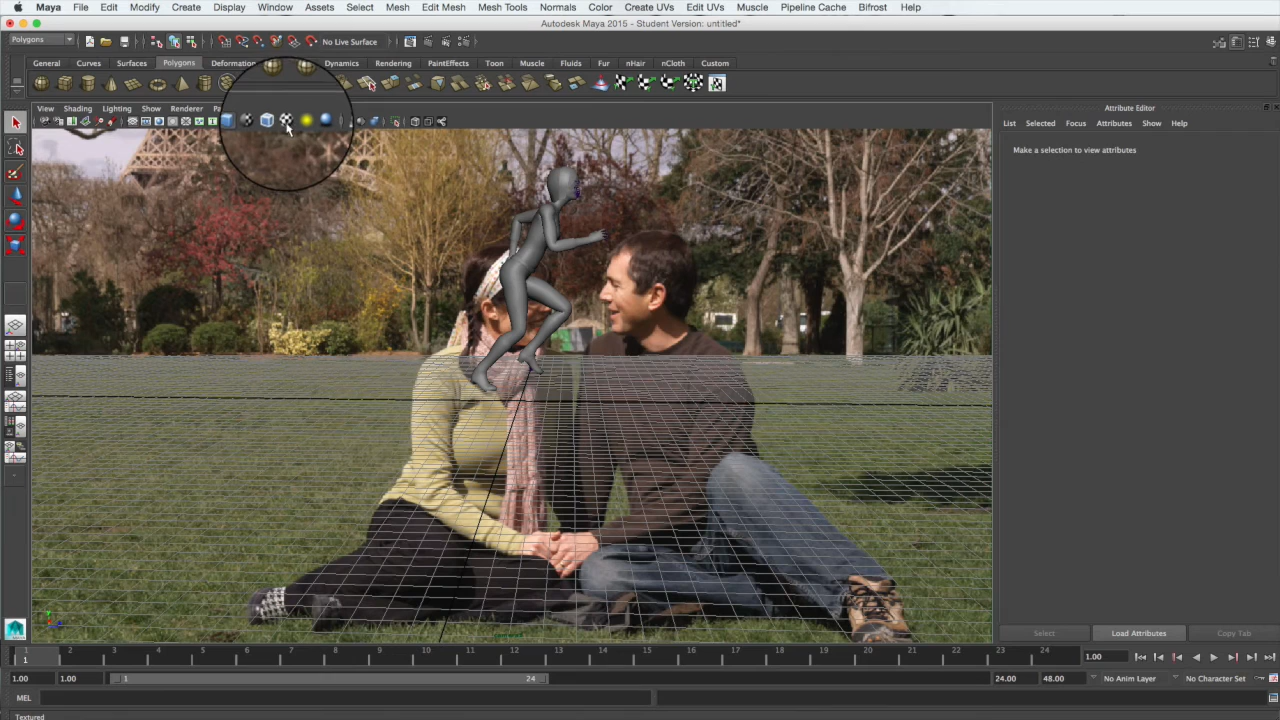 Maya File Edit Modify Create Display Window Assets Select Mesh Edit Mesh Mesh Tools Normals Color Create UVs Edit UVs Muscle Pipeline Cache Bifrost Help
Autodesk Maya 2015 - Student Version: untitled*
Polygons No Live Surface
General Curves Surfaces Polygons Deformation Dynamics Rendering PaintEffects Toon Muscle Fluids Fur nHair nCloth Custom
View Shading Lighting Show Renderer
Attribute Editor
List Selected Focus Attributes Show Help
Make a selection to view attributes
Select Load Attributes Copy Tab
1 2 3 4 5 6 7 8 9 10 11 12 13 14 15 16 17 18 19 20 21 22 23 24
1 1.00
1.00 1.00 1 24 24.00 48.00 No Anim Layer No Character Set
MEL
Textured